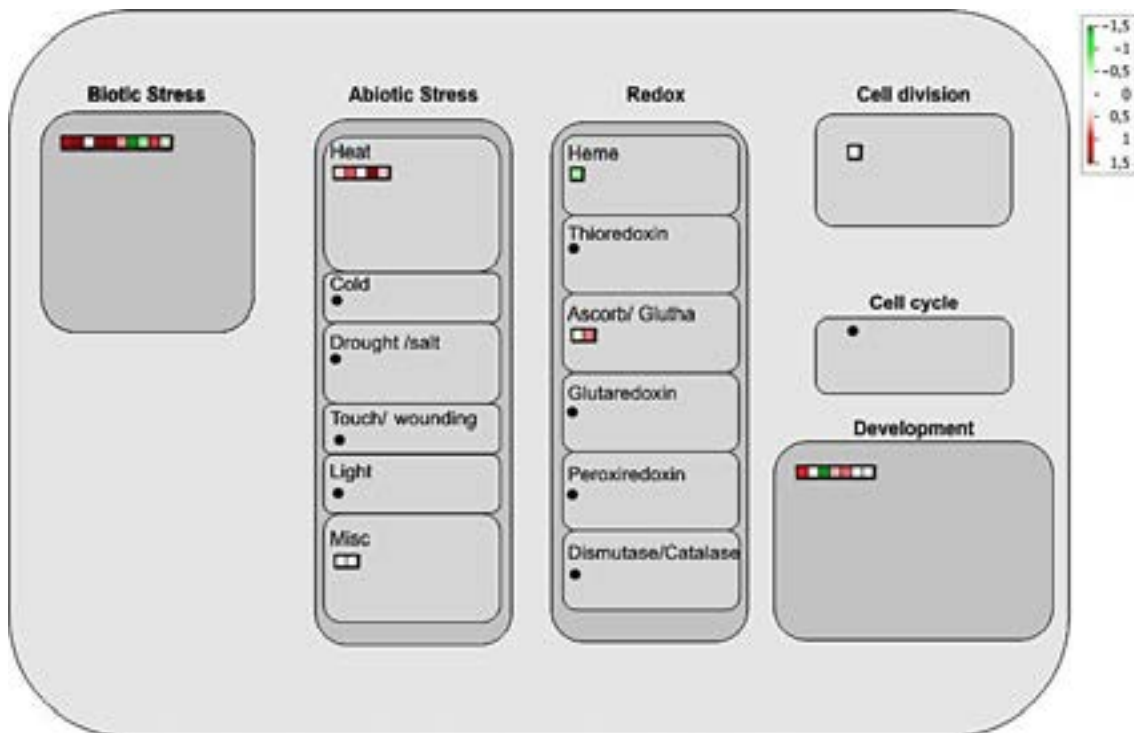 Biotic Stress
Abiotic Stress
Heat
Cold
Drought /salt
Touch/ wounding
Light
Misc
Redox
Heme
Thioredoxin
Ascorb/ Glutha
Glutaredoxin
Peroxiredoxin
Dismutase/Catalase
Cell division
Cell cycle
Development
-1,5
-1
-0,5
0
0,5
1
1,5